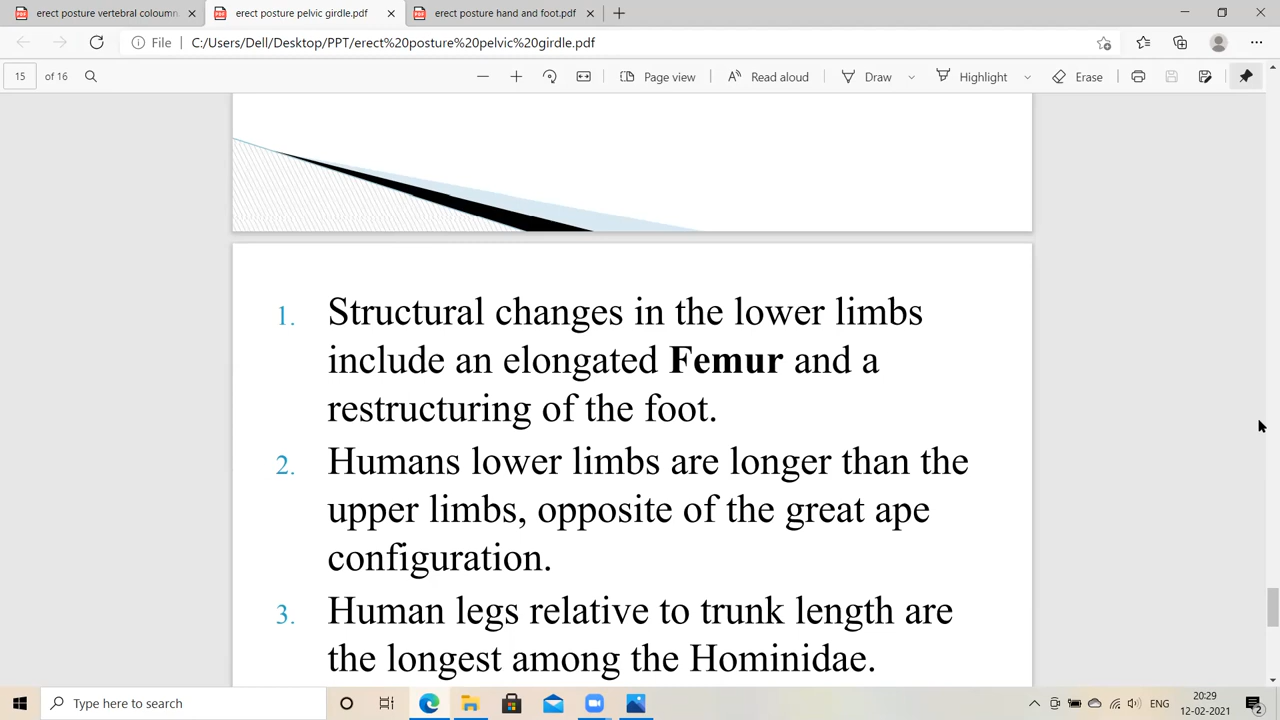 erect posture vertebral coloumn
erect posture pelvic girdle.pdf
erect posture hand and foot.pdf
File C:/Users/Dell/Desktop/PPT/erect%20posture%20pelvic%20girdle.pdf
15 of 16 Page view Read aloud Draw Highlight Erase
1. Structural changes in the lower limbs
include an elongated Femur and a
restructuring of the foot.
2. Humans lower limbs are longer than the
upper limbs, opposite of the great ape
configuration.
3. Human legs relative to trunk length are
the longest among the Hominidae.
Type here to search
ENG
20:29
12-02-2021
2